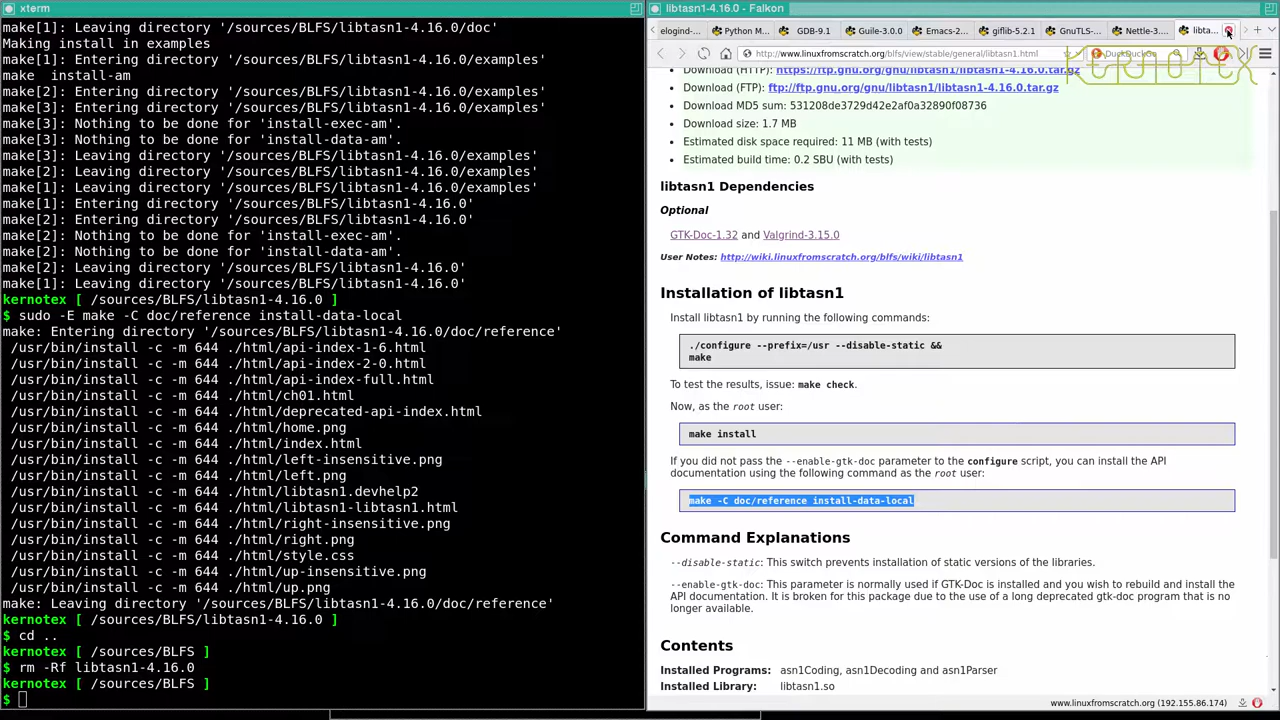 xterm
make[1]: Leaving directory '/sources/BLFS/libtasn1-4.16.0/doc'
Making install in examples
make[1]: Entering directory '/sources/BLFS/libtasn1-4.16.0/examples'
make  install-am
make[2]: Entering directory '/sources/BLFS/libtasn1-4.16.0/examples'
make[3]: Entering directory '/sources/BLFS/libtasn1-4.16.0/examples'
make[3]: Nothing to be done for 'install-exec-am'.
make[3]: Nothing to be done for 'install-data-am'.
make[3]: Leaving directory '/sources/BLFS/libtasn1-4.16.0/examples'
make[2]: Leaving directory '/sources/BLFS/libtasn1-4.16.0/examples'
make[1]: Leaving directory '/sources/BLFS/libtasn1-4.16.0/examples'
make[1]: Entering directory '/sources/BLFS/libtasn1-4.16.0'
make[2]: Entering directory '/sources/BLFS/libtasn1-4.16.0'
make[2]: Nothing to be done for 'install-exec-am'.
make[2]: Nothing to be done for 'install-data-am'.
make[2]: Leaving directory '/sources/BLFS/libtasn1-4.16.0'
make[1]: Leaving directory '/sources/BLFS/libtasn1-4.16.0'
kernotex [ /sources/BLFS/libtasn1-4.16.0 ]
$ sudo -E make -C doc/reference install-data-local
make: Entering directory '/sources/BLFS/libtasn1-4.16.0/doc/reference'
/usr/bin/install -c -m 644 ./html/api-index-1-6.html
/usr/bin/install -c -m 644 ./html/api-index-2-0.html
/usr/bin/install -c -m 644 ./html/api-index-full.html
/usr/bin/install -c -m 644 ./html/ch01.html
/usr/bin/install -c -m 644 ./html/deprecated-api-index.html
/usr/bin/install -c -m 644 ./html/home.png
/usr/bin/install -c -m 644 ./html/index.html
/usr/bin/install -c -m 644 ./html/left-insensitive.png
/usr/bin/install -c -m 644 ./html/left.png
/usr/bin/install -c -m 644 ./html/libtasn1.devhelp2
/usr/bin/install -c -m 644 ./html/libtasn1-libtasn1.html
/usr/bin/install -c -m 644 ./html/right-insensitive.png
/usr/bin/install -c -m 644 ./html/right.png
/usr/bin/install -c -m 644 ./html/style.css
/usr/bin/install -c -m 644 ./html/up-insensitive.png
/usr/bin/install -c -m 644 ./html/up.png
make: Leaving directory '/sources/BLFS/libtasn1-4.16.0/doc/reference'
kernotex [ /sources/BLFS/libtasn1-4.16.0 ]
$ cd ..
kernotex [ /sources/BLFS ]
$ rm -Rf libtasn1-4.16.0
kernotex [ /sources/BLFS ]
$
libtasn1-4.16.0 - Falkon
elogind-... Python M... GDB-9.1 Guile-3.0.0 Emacs-2... giflib-5.2.1 GnuTLS-... Nettle-3.... libta...
http://www.linuxfromscratch.org/blfs/view/stable/general/libtasn1.html DuckDuckGo
KERNOTEX
Download (HTTP): https://ftp.gnu.org/gnu/libtasn1/libtasn1-4.16.0.tar.gz
Download (FTP): ftp://ftp.gnu.org/gnu/libtasn1/libtasn1-4.16.0.tar.gz
Download MD5 sum: 531208de3729d42e2af0a32890f08736
Download size: 1.7 MB
Estimated disk space required: 11 MB (with tests)
Estimated build time: 0.2 SBU (with tests)
libtasn1 Dependencies
Optional
GTK-Doc-1.32 and Valgrind-3.15.0
User Notes: http://wiki.linuxfromscratch.org/blfs/wiki/libtasn1
Installation of libtasn1
Install libtasn1 by running the following commands:
./configure --prefix=/usr --disable-static &&
make
To test the results, issue: make check.
Now, as the root user:
make install
If you did not pass the --enable-gtk-doc parameter to the configure script, you can install the API
documentation using the following command as the root user:
make -C doc/reference install-data-local
Command Explanations
--disable-static: This switch prevents installation of static versions of the libraries.
--enable-gtk-doc: This parameter is normally used if GTK-Doc is installed and you wish to rebuild and install the
API documentation. It is broken for this package due to the use of a long deprecated gtk-doc program that is no
longer available.
Contents
Installed Programs: asn1Coding, asn1Decoding and asn1Parser
Installed Library: libtasn1.so
www.linuxfromscratch.org (192.155.86.174)